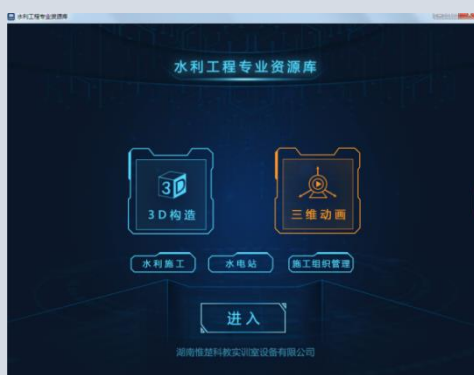 水利工程专业资源库
水利工程专业资源库
3D
3D构造
三维动画
水利施工
水电站
施工组织管理
进入
湖南惟楚科教实训室设备有限公司